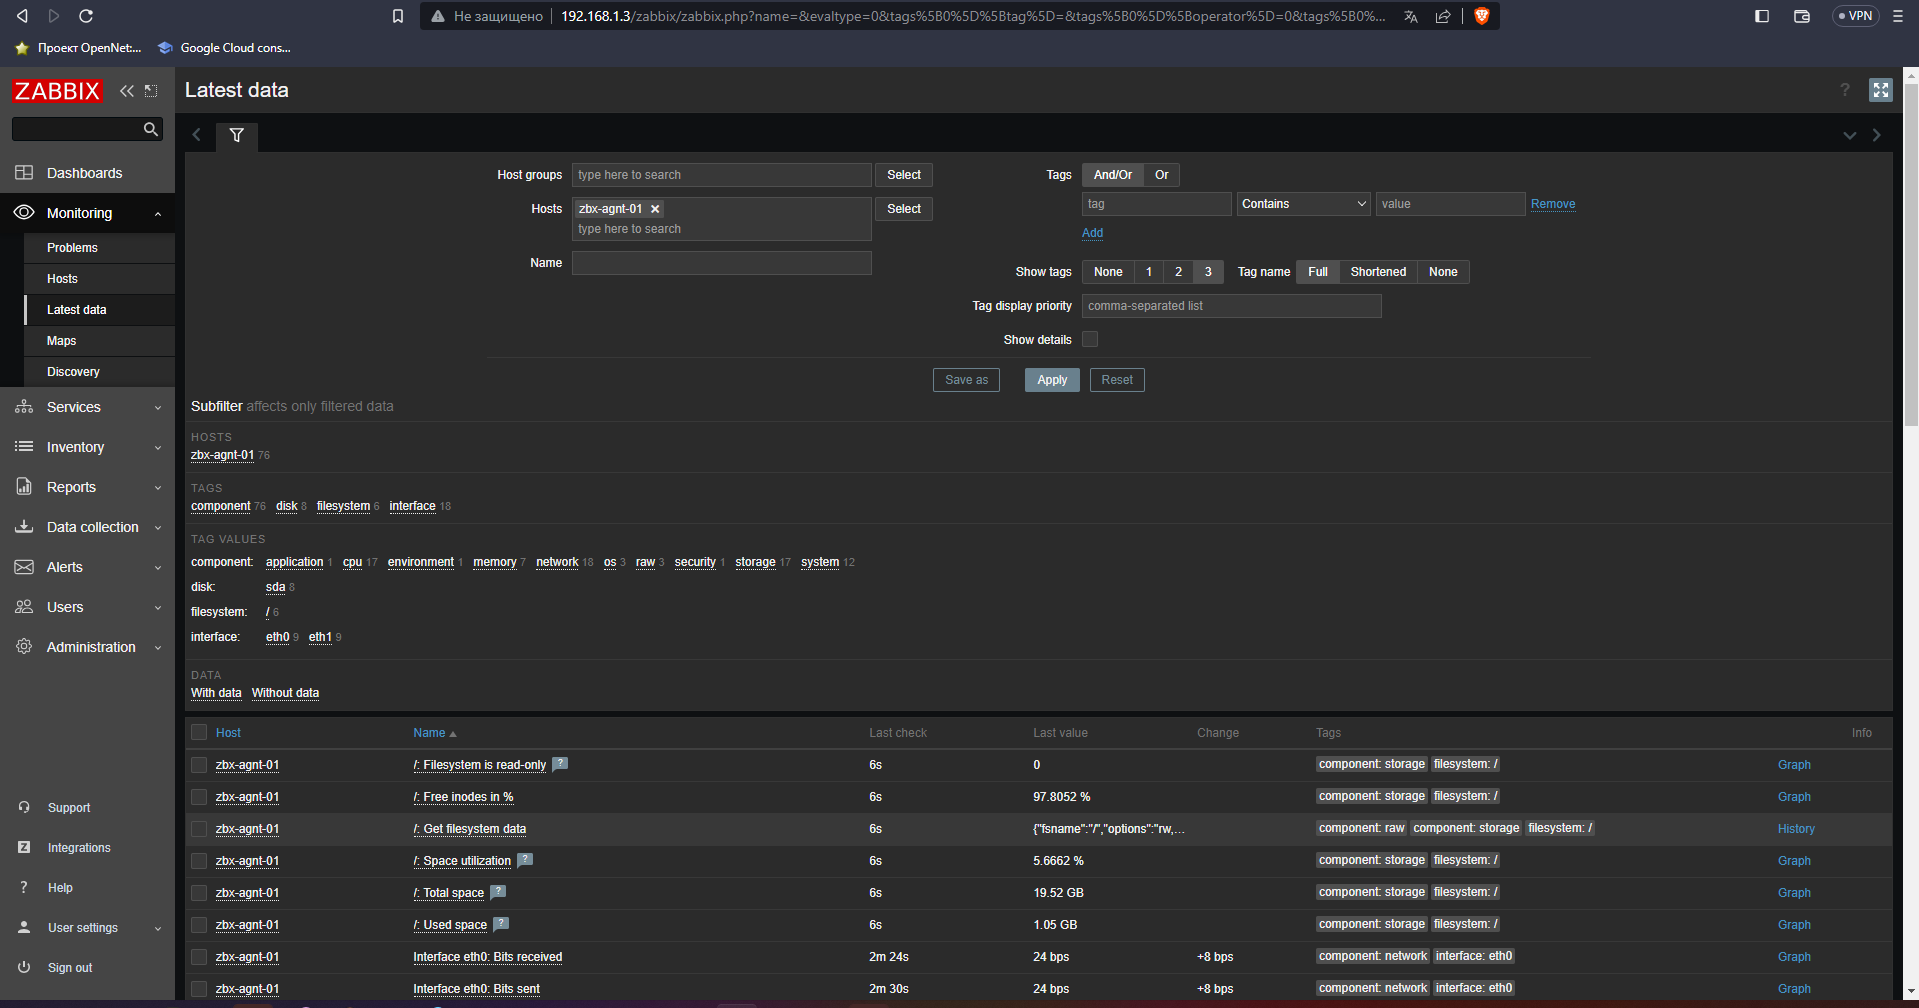 Не защищено 192.168.1.3/zabbix/zabbix.php?name=&evaltype=0&tags%5B0%5D%5Btag%5D=&tags%5B0%5D%5Boperator%5D=0&tags%5B0%... VPN
Проект OpenNet:... Google Cloud cons...
ZABBIX
Latest data
?
Dashboards
Monitoring
Problems
Hosts
Latest data
Maps
Discovery
Services
Inventory
Reports
Data collection
Alerts
Users
Administration
Support
Integrations
Help
User settings
Sign out
Host groups type here to search Select
Hosts zbx-agnt-01 Select
type here to search
Name
Tags And/Or Or
tag Contains value Remove
Add
Show tags None 1 2 3 Tag name Full Shortened None
Tag display priority comma-separated list
Show details
Save as Apply Reset
Subfilter affects only filtered data
HOSTS
zbx-agnt-01 76
TAGS
component 76 disk 8 filesystem 6 interface 18
TAG VALUES
component: application 1 cpu 17 environment 1 memory 7 network 18 os 3 raw 3 security 1 storage 17 system 12
disk: sda 8
filesystem: / 6
interface: eth0 9 eth1 9
DATA
With data Without data
Host Name Last check Last value Change Tags Info
zbx-agnt-01 /: Filesystem is read-only ? 6s 0 component: storage filesystem: / Graph
zbx-agnt-01 /: Free inodes in % 6s 97.8052 % component: storage filesystem: / Graph
zbx-agnt-01 /: Get filesystem data 6s {"fsname":"/","options":"rw,... component: raw component: storage filesystem: / History
zbx-agnt-01 /: Space utilization ? 6s 5.6662 % component: storage filesystem: / Graph
zbx-agnt-01 /: Total space ? 6s 19.52 GB component: storage filesystem: / Graph
zbx-agnt-01 /: Used space ? 6s 1.05 GB component: storage filesystem: / Graph
zbx-agnt-01 Interface eth0: Bits received 2m 24s 24 bps +8 bps component: network interface: eth0 Graph
zbx-agnt-01 Interface eth0: Bits sent 2m 30s 24 bps +8 bps component: network interface: eth0 Graph